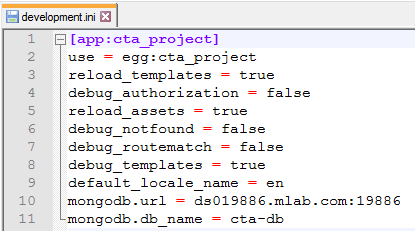 development.ini
1 [app:cta_project]
2 use = egg:cta_project
3 reload_templates = true
4 debug_authorization = false
5 reload_assets = true
6 debug_notfound = false
7 debug_routematch = false
8 debug_templates = true
9 default_locale_name = en
10 mongodb.url = ds019886.mlab.com:19886
11 mongodb.db_name = cta-db